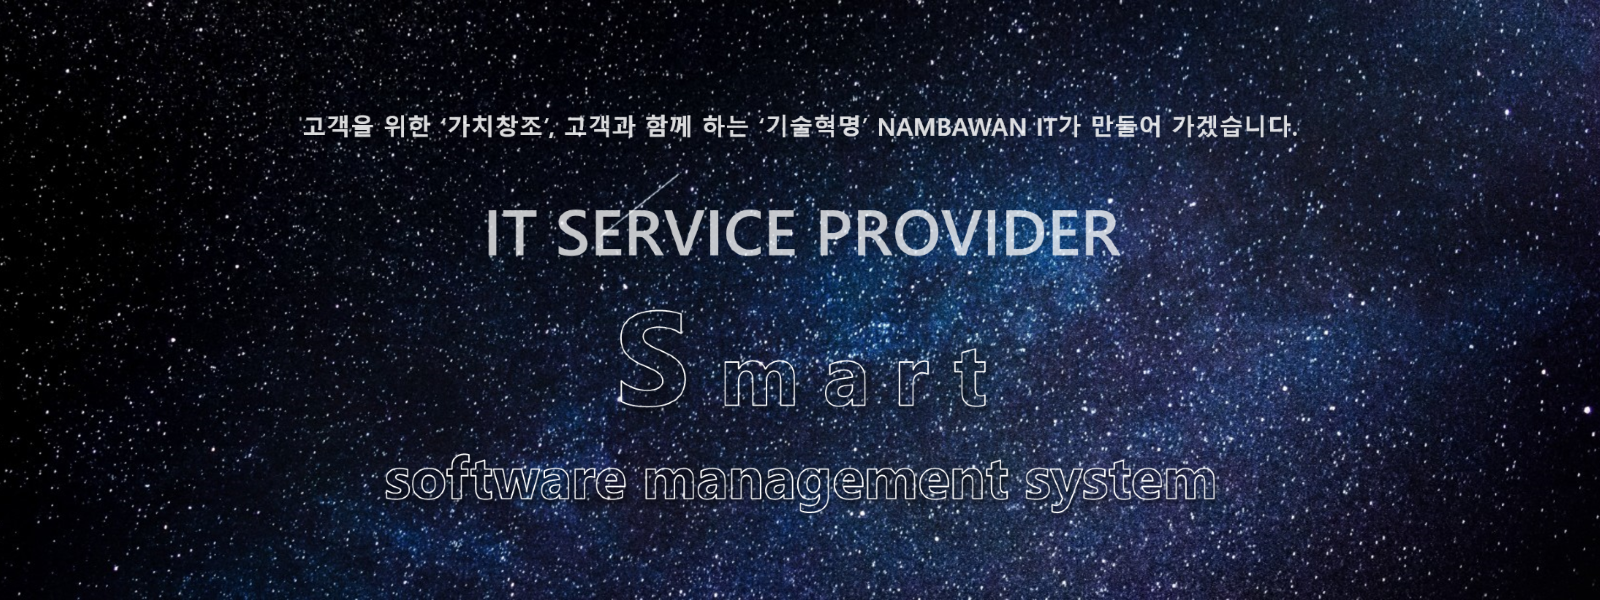 고객을 위한 ‘가치창조’, 고객과 함께 하는 ‘기술혁명’ NAMBAWAN IT가 만들어 가겠습니다.
IT SERVICE PROVIDER
Smart
software management system